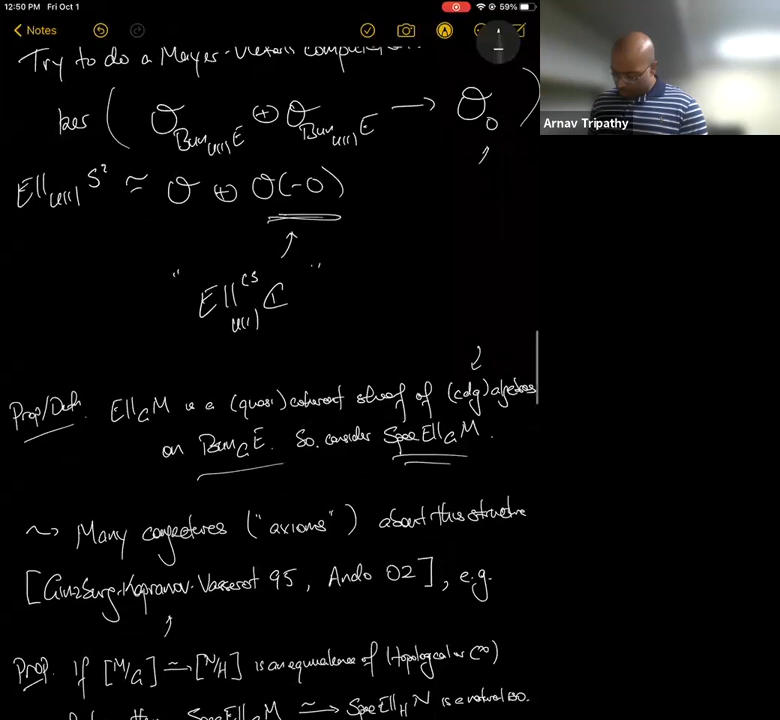 12:50 PM Fri Oct 1
59%
Notes
Try to do a Mayer-Vietoris computation
Arnav Tripathy
ker ( O_{Bun_{U(1)}E} ⊕ O_{Bun_{U(1)}E} → O_0 )
Ell_{U(1)} S² ≃ O ⊕ O(-0)
" Ell^{cs}_{U(1)} ℂ "
Prop/Defn. Ell_G M is a (quasi)coherent sheaf of (cdg) algebras
on Bun_G E. So, consider Spec Ell_G M.
~> Many conjectures ("axioms") about this structure
[Ginzburg-Kapranov-Vasserot 95, Ando 02], e.g.
Prop. If [M/G] ≃→ [N/H] is an equivalence of (topological or C^∞)
then Spec Ell_G M ≃→ Spec Ell_H N is a natural iso.